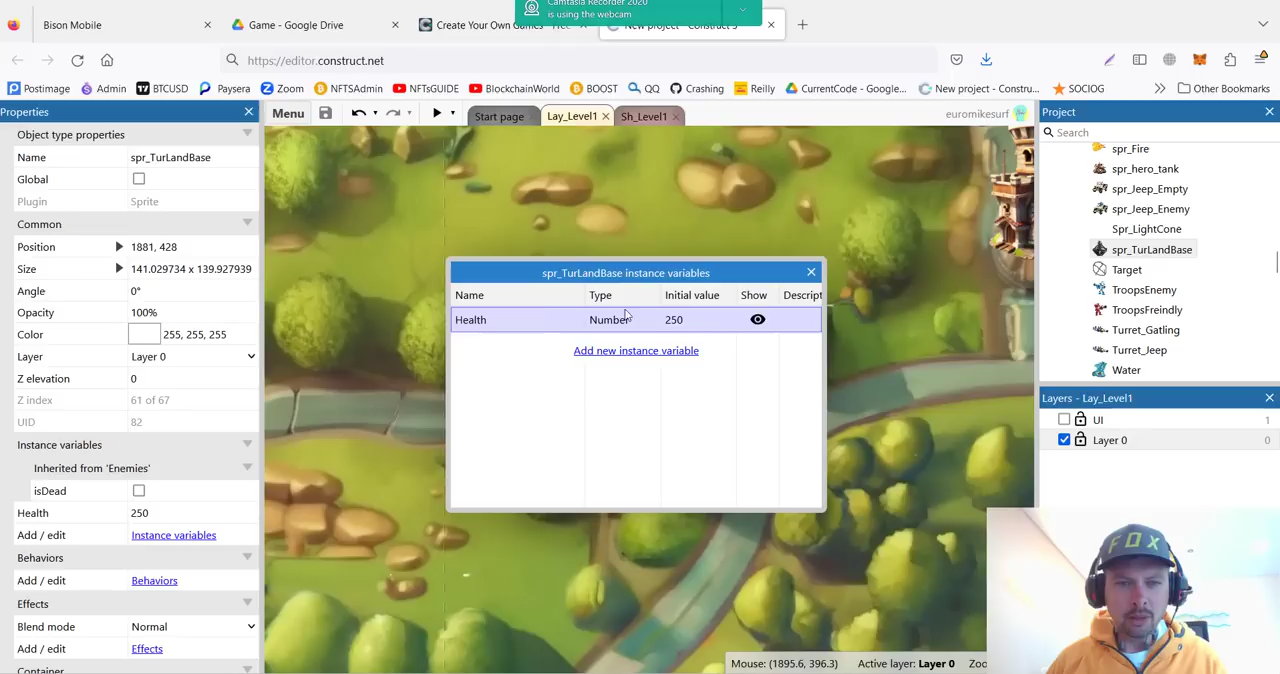 Camtasia Recorder 2020
is using the webcam
Bison Mobile
Game - Google Drive
Create Your Own Games - Free
New project - Construct 3
https://editor.construct.net
Postimage
Admin
BTCUSD
Paysera
Zoom
NFTSAdmin
NFTsGUIDE
BlockchainWorld
BOOST
QQ
Crashing
Reilly
CurrentCode - Google...
New project - Constru...
SOCIOG
Other Bookmarks
Properties
Menu
Start page
Lay_Level1
Sh_Level1
euromikesurf
Project
Object type properties
Name spr_TurLandBase
Global
Plugin Sprite
Common
Position 1881, 428
Size 141.029734 x 139.927939
Angle 0°
Opacity 100%
Color 255, 255, 255
Layer Layer 0
Z elevation 0
Z index 61 of 67
UID 82
Instance variables
Inherited from 'Enemies'
isDead
Health 250
Add / edit Instance variables
Behaviors
Add / edit Behaviors
Effects
Blend mode Normal
Add / edit Effects
Container
spr_TurLandBase instance variables
Name Type Initial value Show Descript
Health Number 250
Add new instance variable
Search
spr_Fire
spr_hero_tank
spr_Jeep_Empty
spr_Jeep_Enemy
Spr_LightCone
spr_TurLandBase
Target
TroopsEnemy
TroopsFreindly
Turret_Gatling
Turret_Jeep
Water
Layers - Lay_Level1
UI 1
Layer 0 0
Mouse: (1895.6, 396.3) Active layer: Layer 0 Zoo
FOX